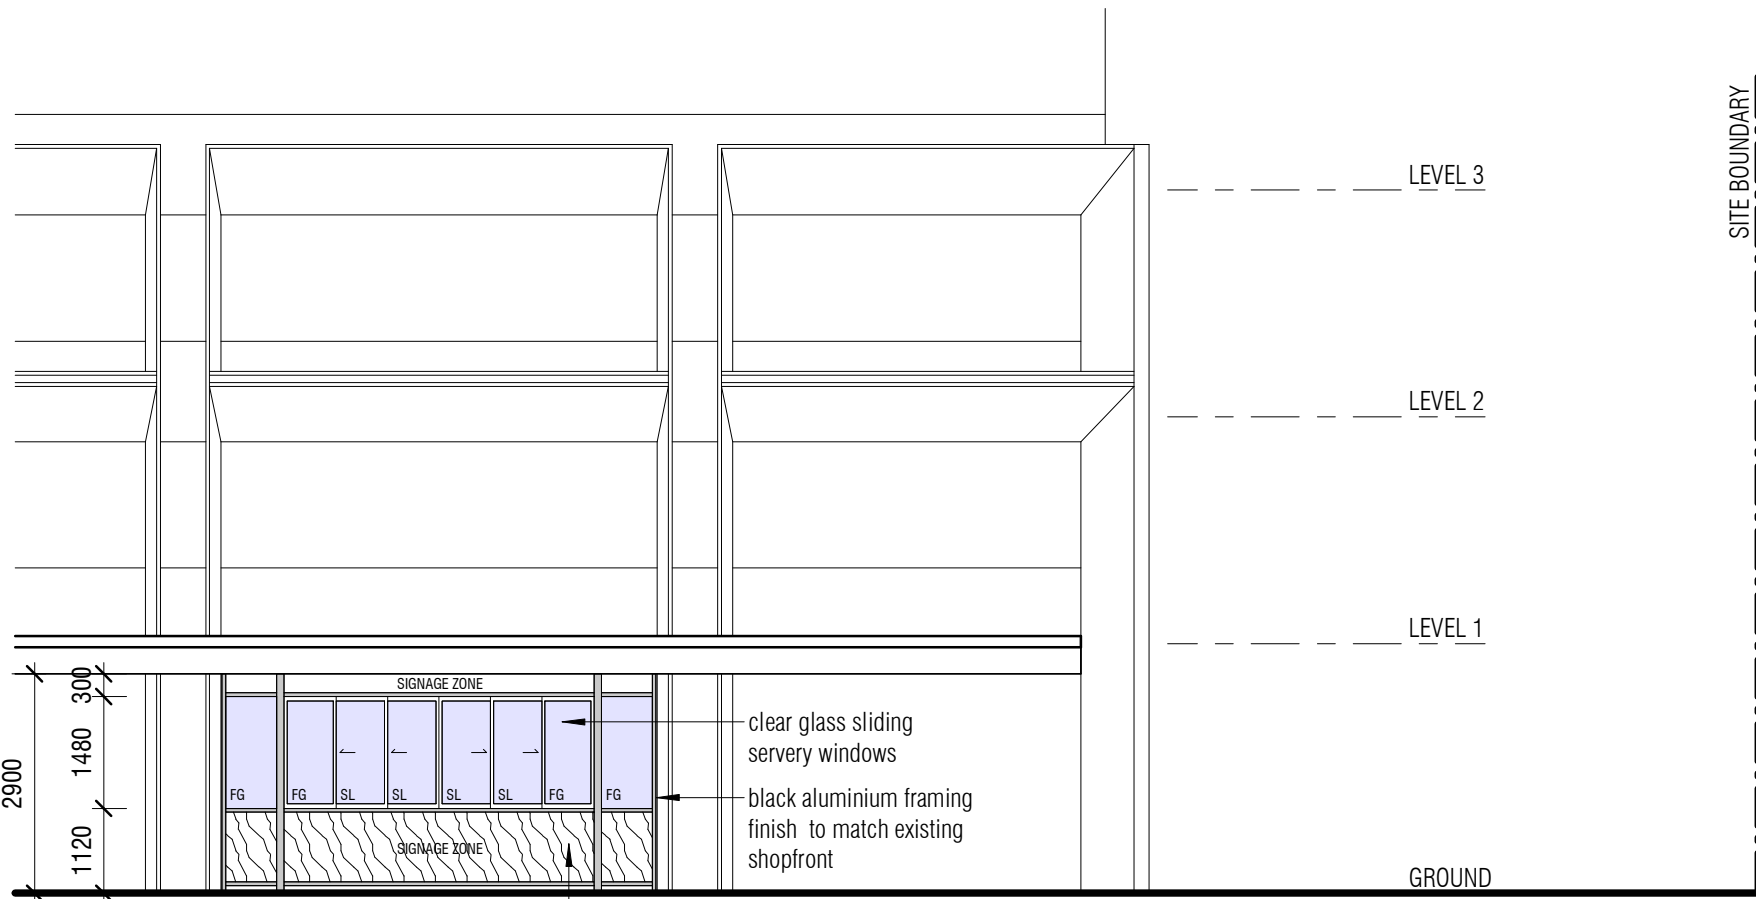 SITE BOUNDARY
LEVEL 3
LEVEL 2
LEVEL 1
300
1480
1120
2900
SIGNAGE ZONE
FG FG SL SL SL SL FG FG
SIGNAGE ZONE
clear glass sliding
servery windows
black aluminium framing
finish to match existing
shopfront
GROUND